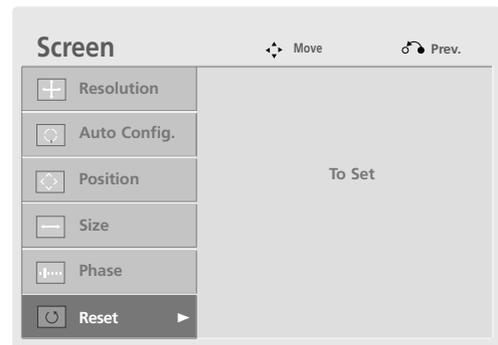 Screen
Move
Prev.
Resolution
Auto Config.
Position
To Set
Size
Phase
Reset